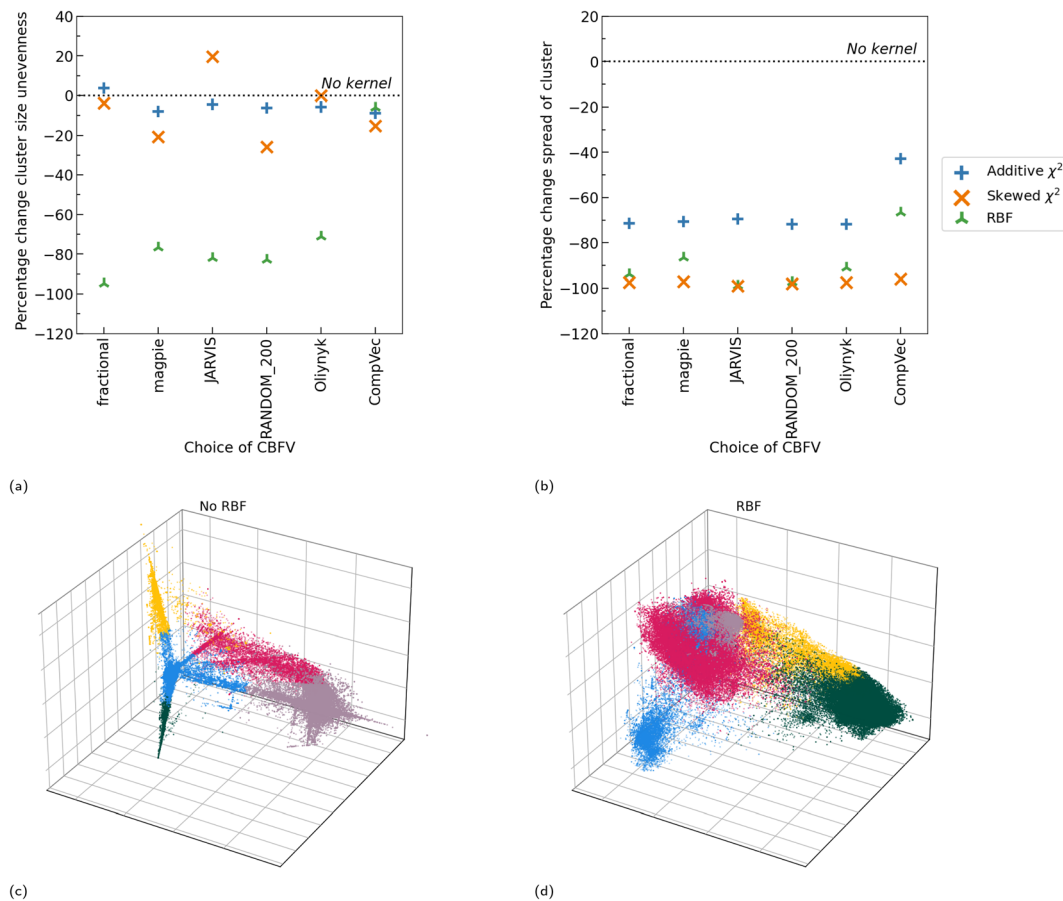 Percentage change cluster size unevenness
40
20
0
−20
−40
−60
−80
−100
−120
No kernel
fractional
magpie
JARVIS
RANDOM_200
Oliynyk
CompVec
Choice of CBFV
(a)
Percentage change spread of cluster
20
0
−20
−40
−60
−80
−100
−120
No kernel
fractional
magpie
JARVIS
RANDOM_200
Oliynyk
CompVec
Choice of CBFV
(b)
Additive χ²
Skewed χ²
RBF
No RBF
(c)
RBF
(d)